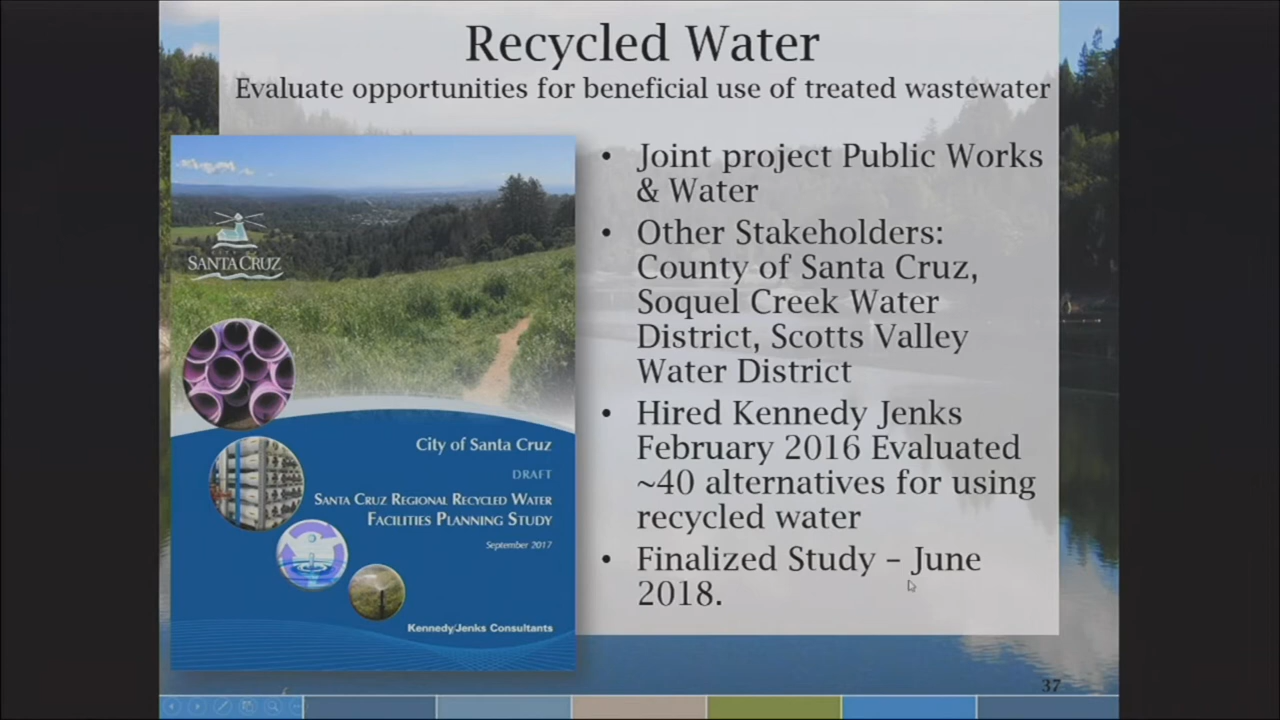 Recycled Water
Evaluate opportunities for beneficial use of treated wastewater
SANTA CRUZ
City of Santa Cruz
DRAFT
SANTA CRUZ REGIONAL RECYCLED WATER
FACILITIES PLANNING STUDY
September 2017
Kennedy/Jenks Consultants
• Joint project Public Works
& Water
• Other Stakeholders:
County of Santa Cruz,
Soquel Creek Water
District, Scotts Valley
Water District
• Hired Kennedy Jenks
February 2016 Evaluated
~40 alternatives for using
recycled water
• Finalized Study – June
2018.
37